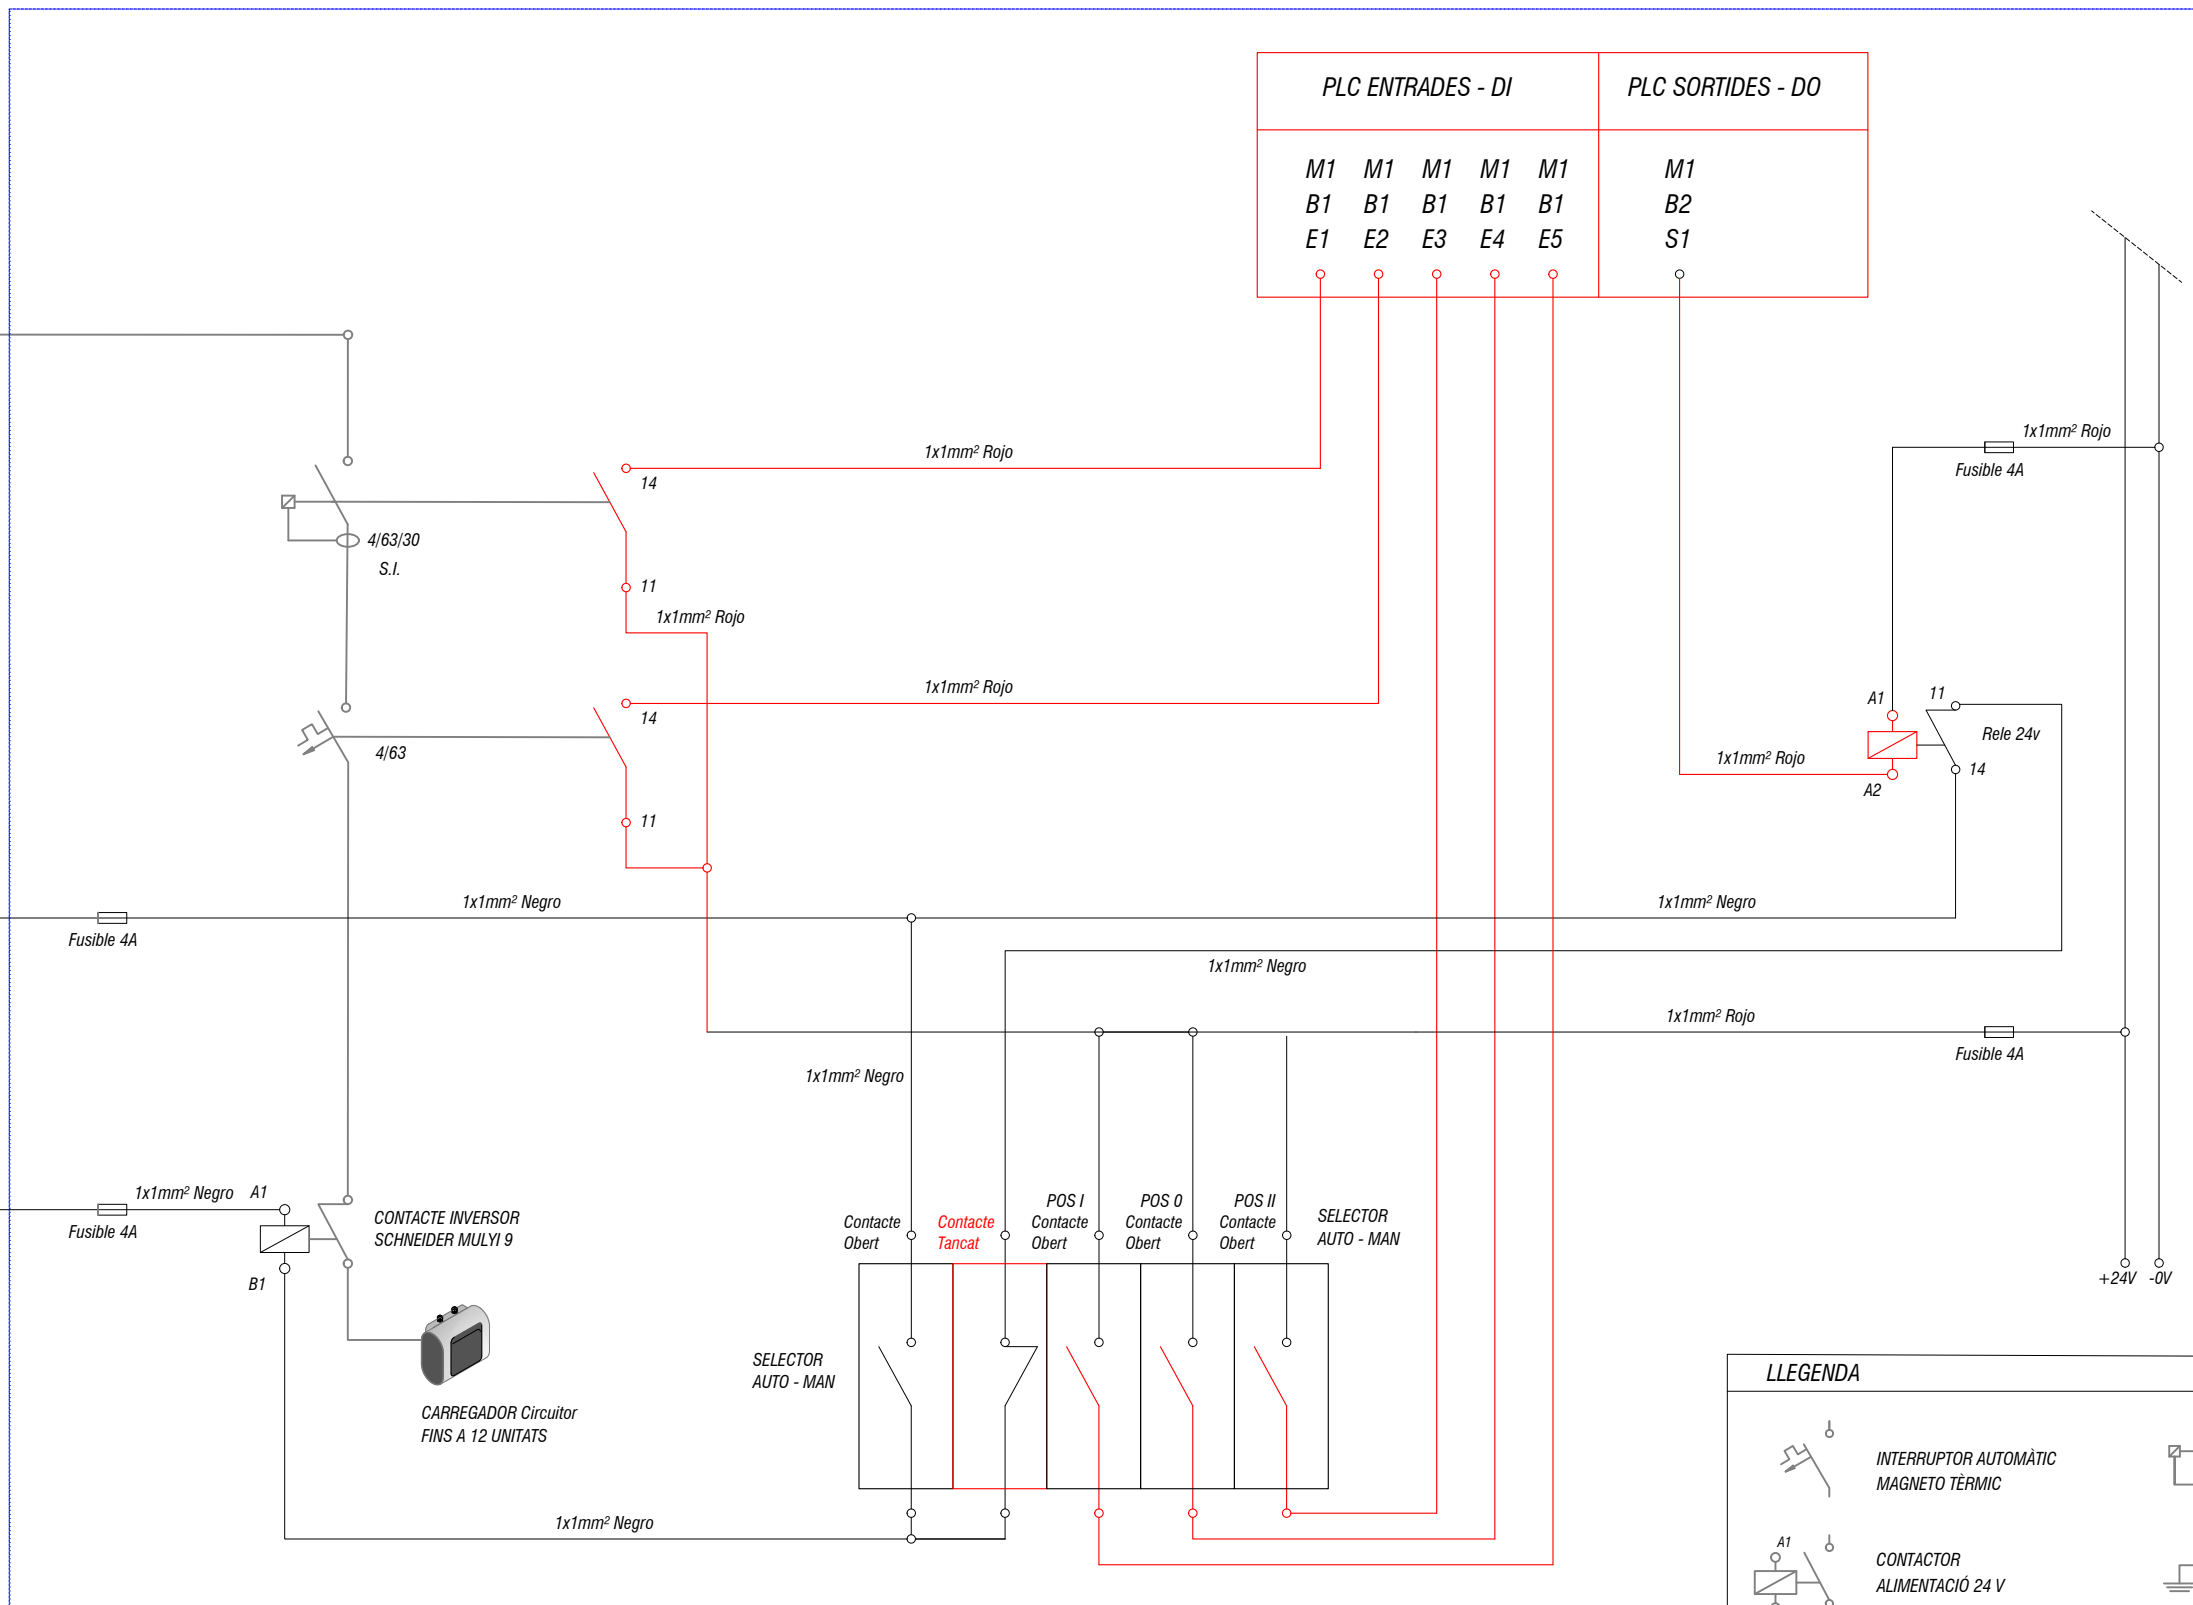 PLC ENTRADES - DI
PLC SORTIDES - DO
M1 M1 M1 M1 M1
M1
B1 B1 B1 B1 B1
B2
E1 E2 E3 E4 E5
S1
1x1mm² Rojo
Fusible 4A
1x1mm² Rojo
14
4/63/30
S.I.
11
1x1mm² Rojo
1x1mm² Rojo
14
4/63
11
A1
11
Rele 24v
1x1mm² Rojo
14
A2
1x1mm² Negro
Fusible 4A
1x1mm² Negro
1x1mm² Negro
1x1mm² Rojo
Fusible 4A
1x1mm² Negro
1x1mm² Negro
A1
Fusible 4A
CONTACTE INVERSOR
SCHNEIDER MULYI 9
B1
Contacte
Obert
Contacte
Tancat
POS I
Contacte
Obert
POS 0
Contacte
Obert
POS II
Contacte
Obert
SELECTOR
AUTO - MAN
+24V
-0V
SELECTOR
AUTO - MAN
CARREGADOR Circuitor
FINS A 12 UNITATS
1x1mm² Negro
LLEGENDA
INTERRUPTOR AUTOMÀTIC
MAGNETO TÈRMIC
A1
CONTACTOR
ALIMENTACIÓ 24 V